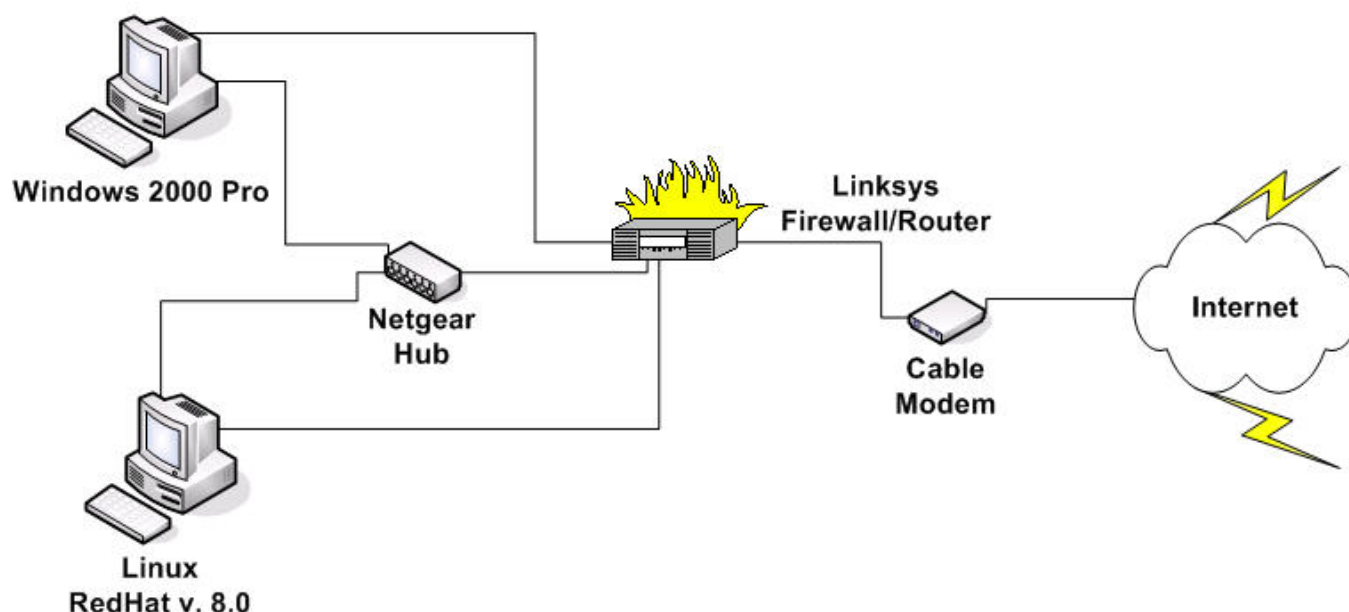 Windows 2000 Pro
Linksys
Firewall/Router
Netgear
Hub
Internet
Cable
Modem
Linux
RedHat v. 8.0